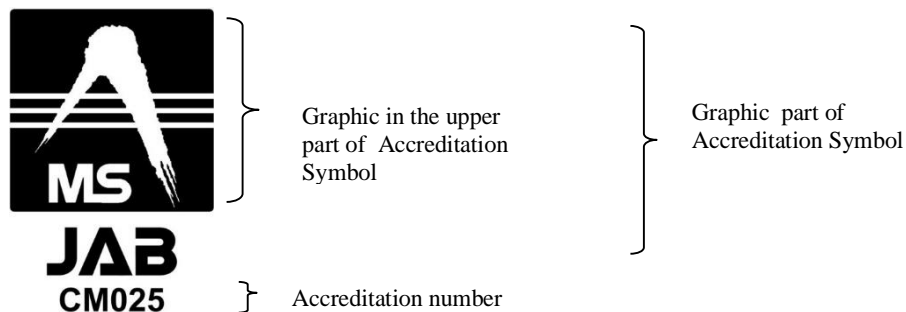 MS
JAB
CM025
Graphic in the upper
part of Accreditation
Symbol
Graphic part of
Accreditation Symbol
Accreditation number